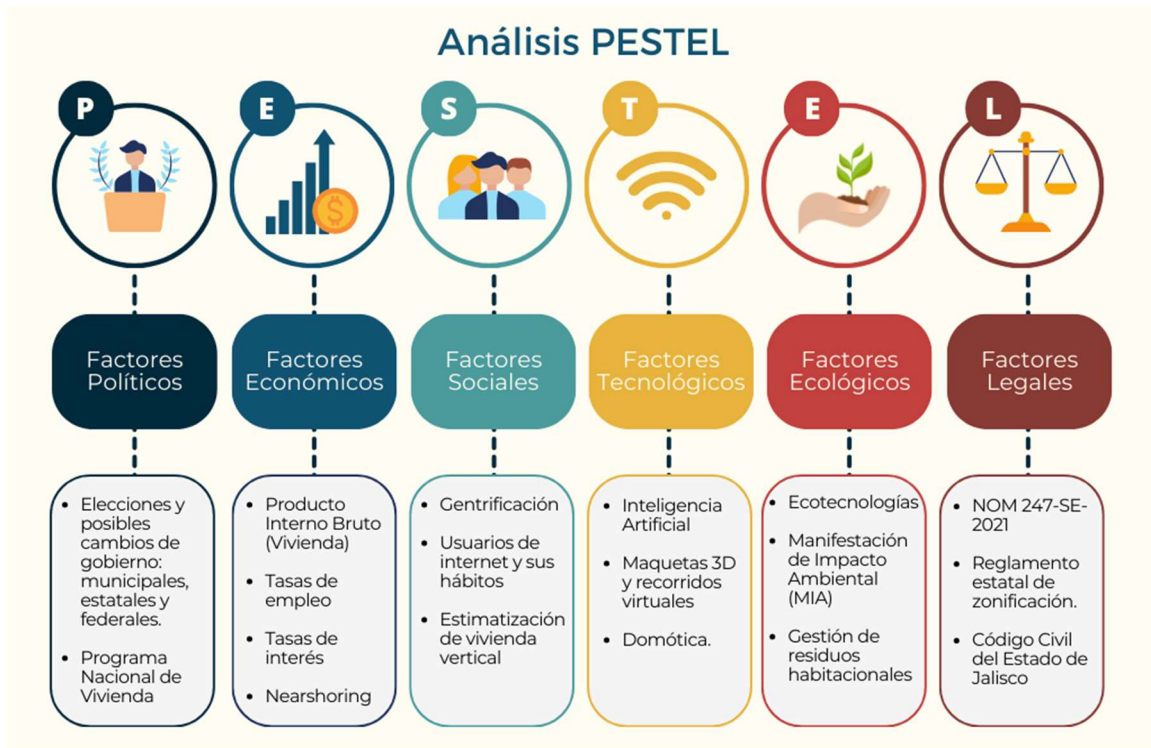 Análisis PESTEL
P
E
S
T
E
L
$
Factores
Políticos
Factores
Económicos
Factores
Sociales
Factores
Tecnológicos
Factores
Ecológicos
Factores
Legales
• Elecciones y
posibles
cambios de
gobierno:
municipales,
estatales y
federales.
• Programa
Nacional de
Vivienda
• Producto
Interno Bruto
(Vivienda)
• Tasas de
empleo
• Tasas de
interés
• Nearshoring
• Gentrificación
• Usuarios de
internet y sus
hábitos
• Estimatización
de vivienda
vertical
• Inteligencia
Artificial
• Maquetas 3D
y recorridos
virtuales
• Domótica.
• Ecotecnologías
• Manifestación
de Impacto
Ambiental
(MIA)
• Gestión de
residuos
habitacionales
• NOM 247-SE-
2021
• Reglamento
estatal de
zonificación.
• Código Civil
del Estado de
Jalisco